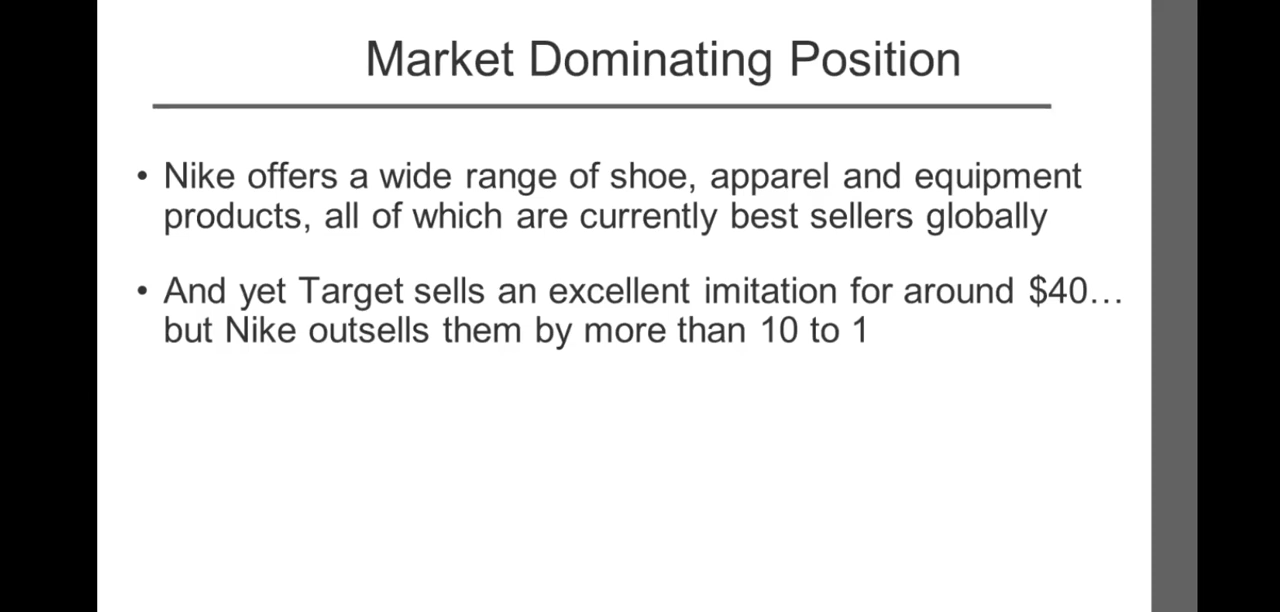 Market Dominating Position
• Nike offers a wide range of shoe, apparel and equipment
products, all of which are currently best sellers globally
• And yet Target sells an excellent imitation for around $40…
but Nike outsells them by more than 10 to 1